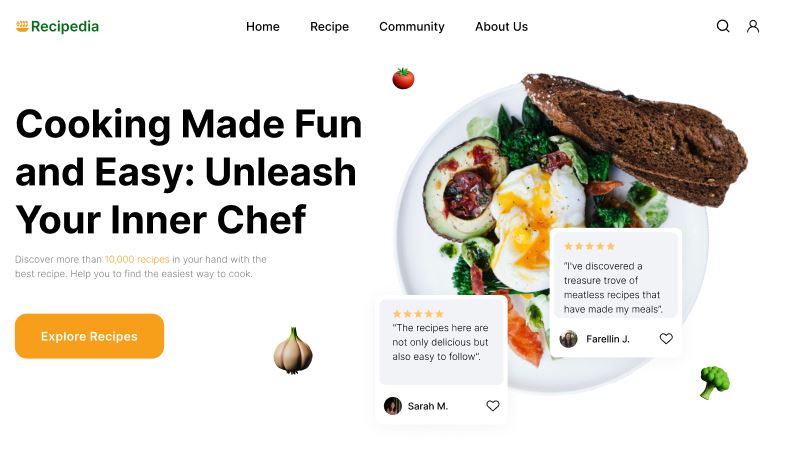 Recipedia
Home
Recipe
Community
About Us
Cooking Made Fun
and Easy: Unleash
Your Inner Chef
Discover more than 10,000 recipes in your hand with the
best recipe. Help you to find the easiest way to cook.
Explore Recipes
“I've discovered a
treasure trove of
meatless recipes that
have made my meals”.
Farellin J.
“The recipes here are
not only delicious but
also easy to follow”.
Sarah M.